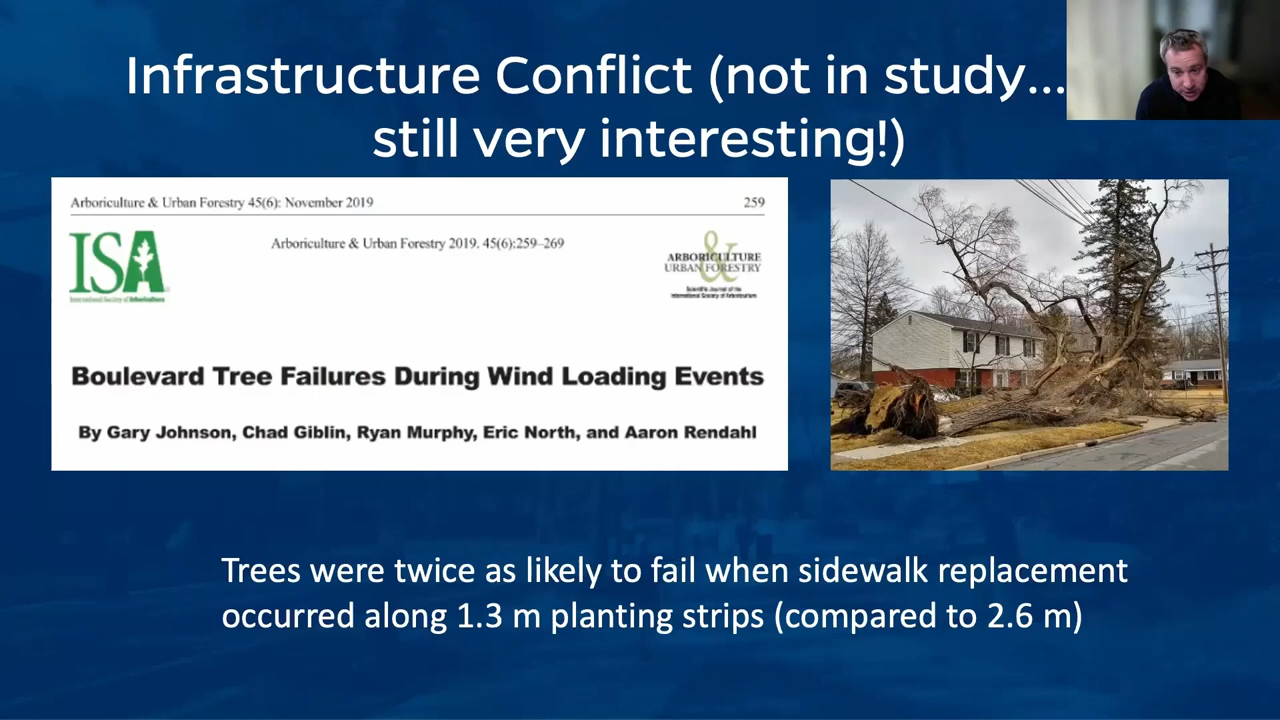 Infrastructure Conflict (not in study...
still very interesting!)
Arboriculture & Urban Forestry 45(6): November 2019
259
ISA
International Society of Arboriculture
Arboriculture & Urban Forestry 2019. 45(6):259–269
&
ARBORICULTURE
URBAN FORESTRY
Scientific Journal of the
International Society of Arboriculture
Boulevard Tree Failures During Wind Loading Events
By Gary Johnson, Chad Giblin, Ryan Murphy, Eric North, and Aaron Rendahl
Trees were twice as likely to fail when sidewalk replacement
occurred along 1.3 m planting strips (compared to 2.6 m)